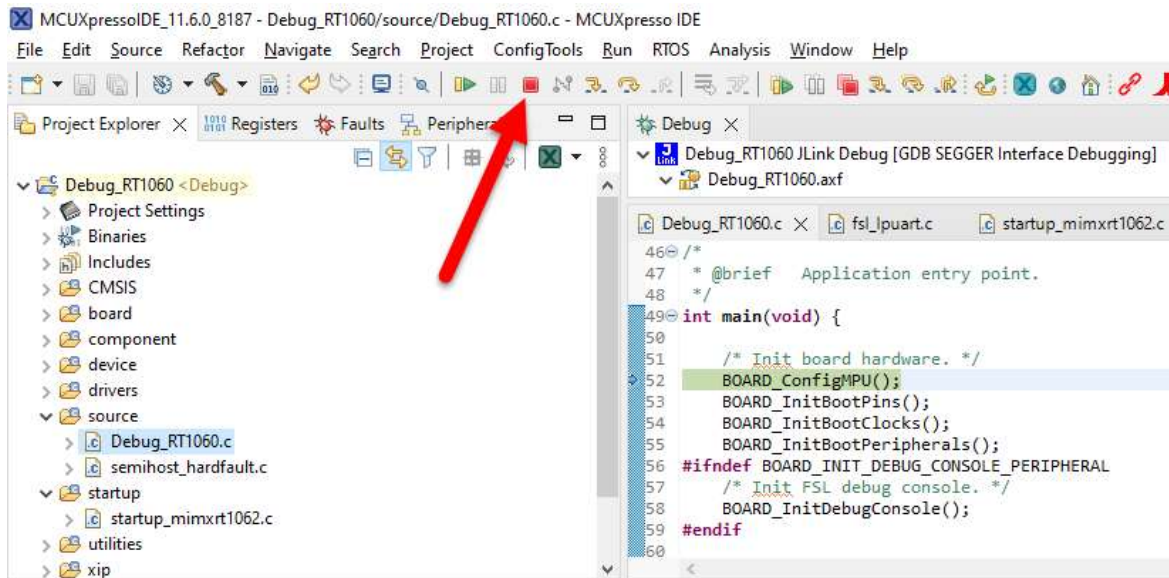 MCUXpressoIDE_11.6.0_8187 - Debug_RT1060/source/Debug_RT1060.c - MCUXpresso IDE
File Edit Source Refactor Navigate Search Project ConfigTools Run RTOS Analysis Window Help
Project Explorer Registers Faults Peripher
Debug
Debug_RT1060 JLink Debug [GDB SEGGER Interface Debugging]
Debug_RT1060.axf
Debug_RT1060 <Debug>
Project Settings
Binaries
Includes
CMSIS
board
component
device
drivers
source
Debug_RT1060.c
semihost_hardfault.c
startup
startup_mimxrt1062.c
utilities
xip
Debug_RT1060.c fsl_lpuart.c startup_mimxrt1062.c
46 /*
47 * @brief Application entry point.
48 */
49 int main(void) {
50
51 /* Init board hardware. */
52 BOARD_ConfigMPU();
53 BOARD_InitBootPins();
54 BOARD_InitBootClocks();
55 BOARD_InitBootPeripherals();
56 #ifndef BOARD_INIT_DEBUG_CONSOLE_PERIPHERAL
57 /* Init FSL debug console. */
58 BOARD_InitDebugConsole();
59 #endif
60